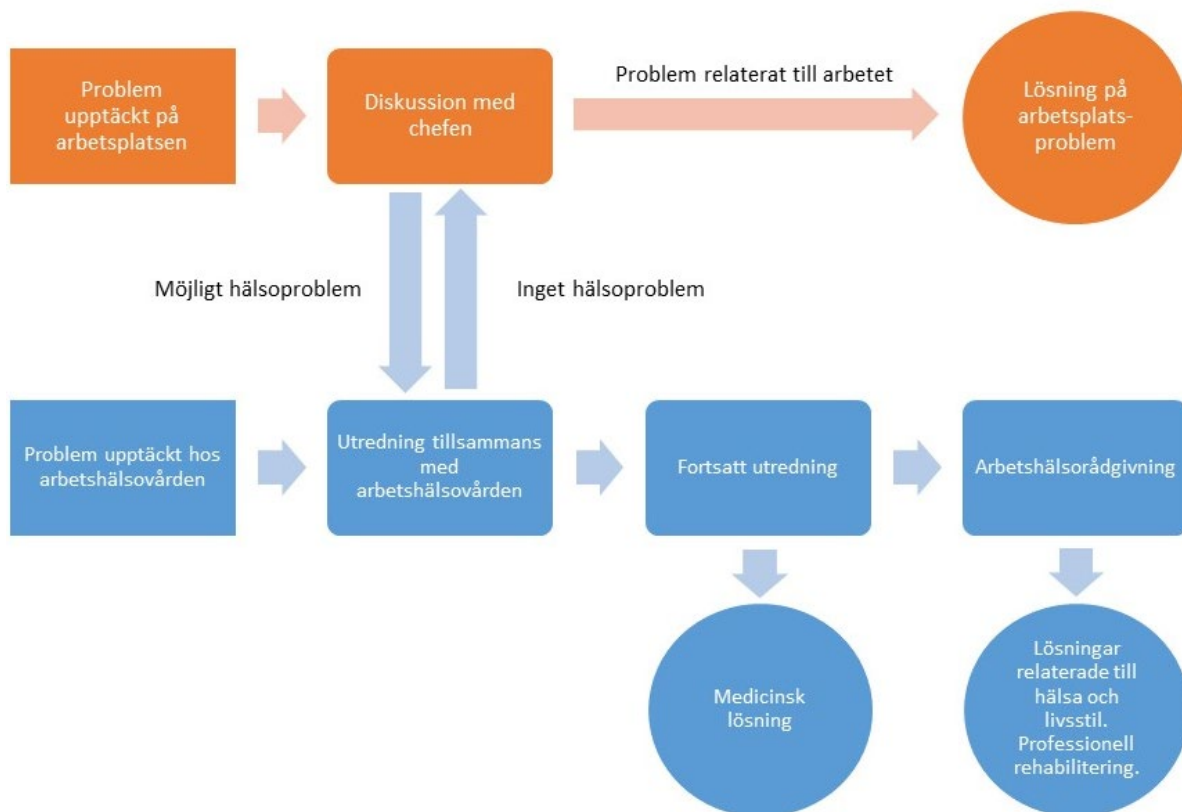 Problem
upptäckt på
arbetsplatsen
Diskussion med
chefen
Problem relaterat till arbetet
Lösning på
arbetsplats-
problem
Möjligt hälsoproblem
Inget hälsoproblem
Problem upptäckt hos
arbetshälsovården
Utredning tillsammans
med
arbetshälsovården
Fortsatt utredning
Arbetshälsorådgivning
Medicinsk
lösning
Lösningar
relaterade till
hälsa och
livsstil.
Professionell
rehabilitering.